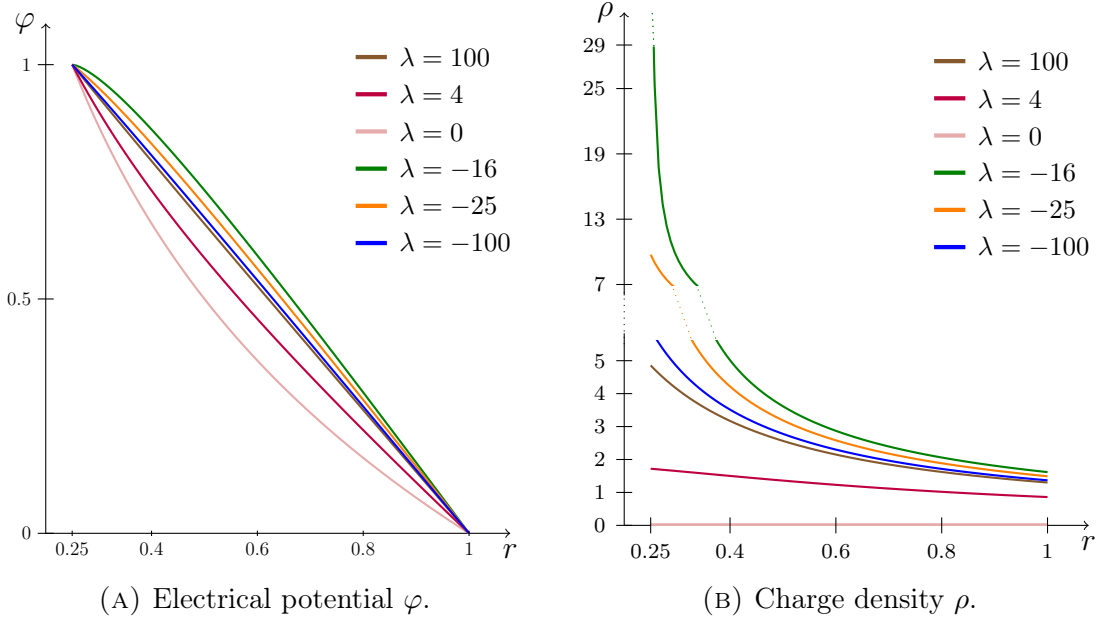 φ
1
0.5
0
0.25
0.4
0.6
0.8
1
r
λ = 100
λ = 4
λ = 0
λ = −16
λ = −25
λ = −100
(A) Electrical potential φ.
ρ
29
25
19
13
7
5
4
3
2
1
0
0.25
0.4
0.6
0.8
1
r
λ = 100
λ = 4
λ = 0
λ = −16
λ = −25
λ = −100
(B) Charge density ρ.